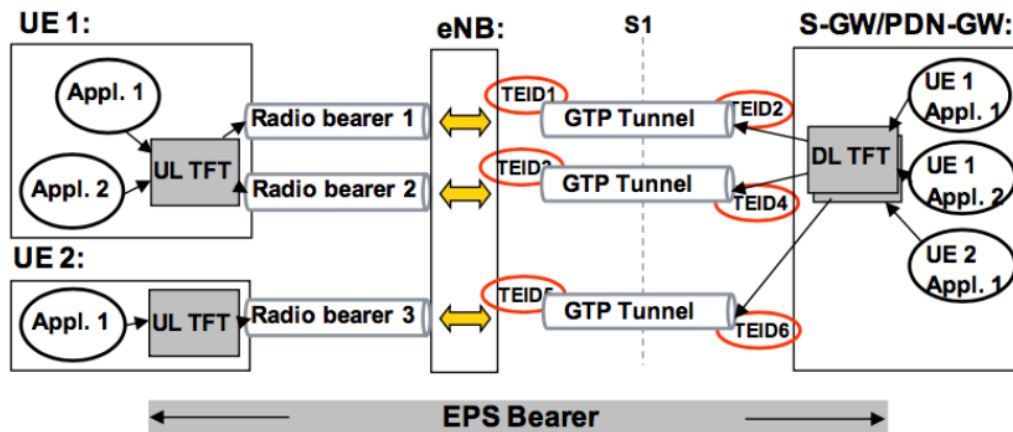 UE 1:
eNB:
S1
S-GW/PDN-GW:
Appl. 1
TEID1
TEID2
UE 1
Appl. 1
Radio bearer 1
GTP Tunnel
UL TFT
DL TFT
TEID3
UE 1
Appl. 2
Appl. 2
Radio bearer 2
GTP Tunnel
TEID4
UE 2:
UE 2
Appl. 1
TEID5
Appl. 1
UL TFT
Radio bearer 3
GTP Tunnel
TEID6
EPS Bearer